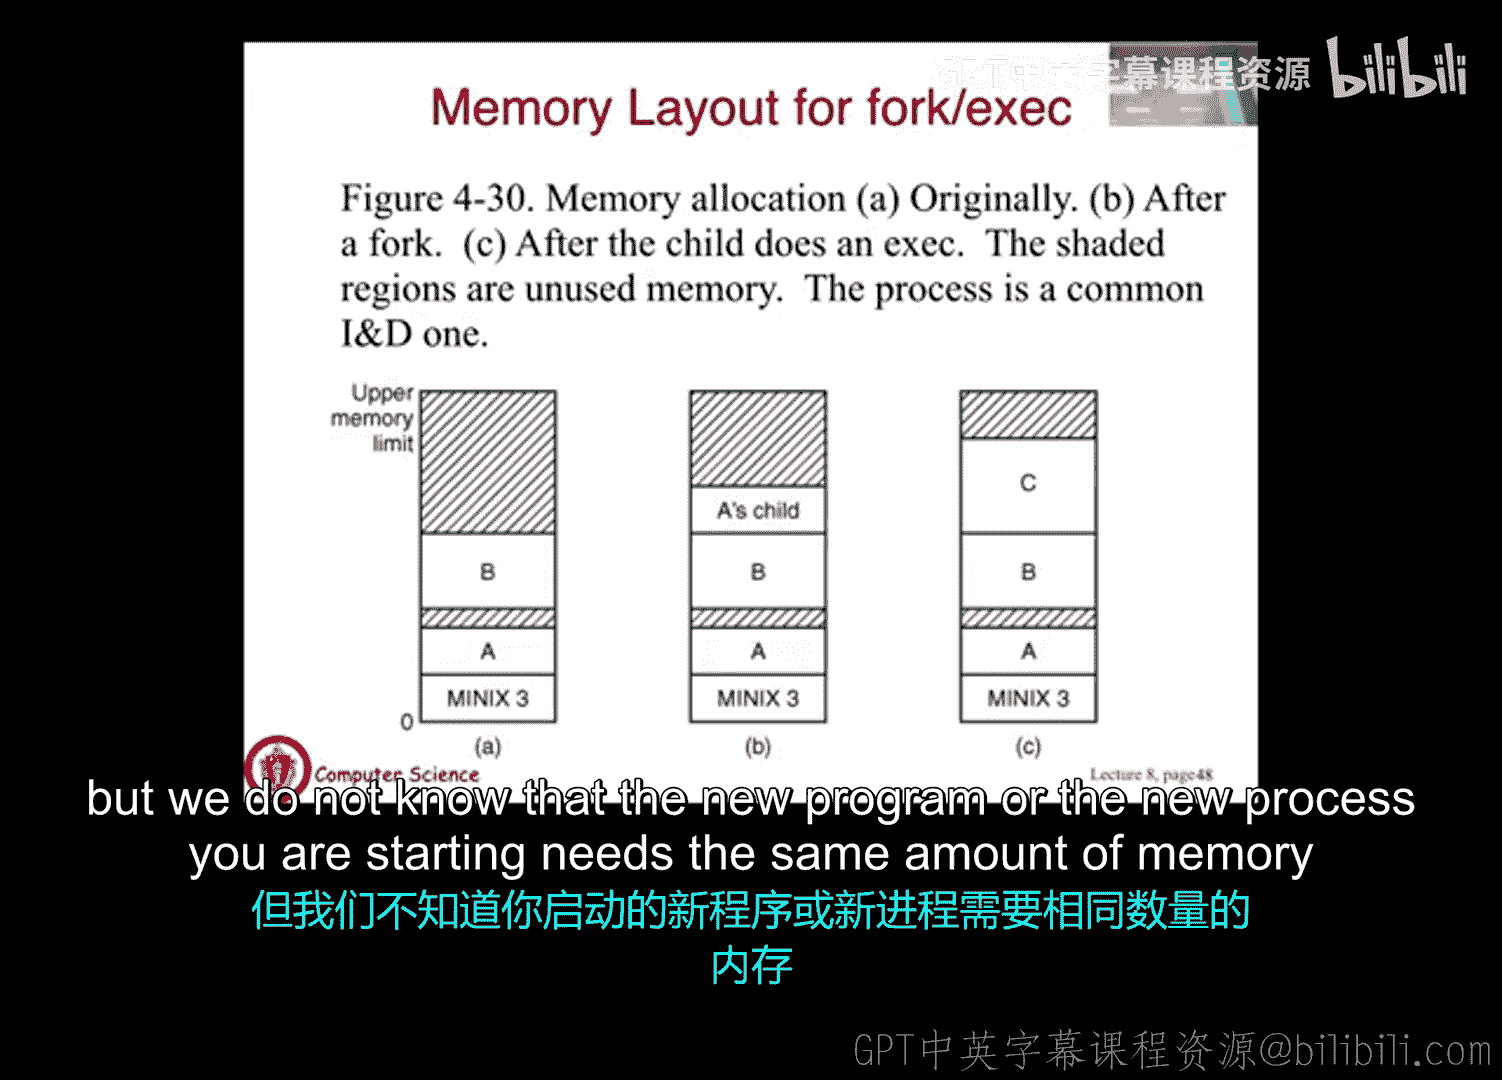 字幕课程资源 bilibili
Memory Layout for fork/exec
Figure 4-30. Memory allocation (a) Originally. (b) After
a fork.  (c) After the child does an exec.  The shaded
regions are unused memory.  The process is a common
I&D one.
Upper
memory
limit
B
A
MINIX 3
0
(a)
A's child
B
A
MINIX 3
(b)
C
B
A
MINIX 3
(c)
Computer Science
Lecture 8, page48
but we do not know that the new program or the new process
you are starting needs the same amount of memory
但我们不知道你启动的新程序或新进程需要相同数量的
内存
GPT中英字幕课程资源@bilibili.com